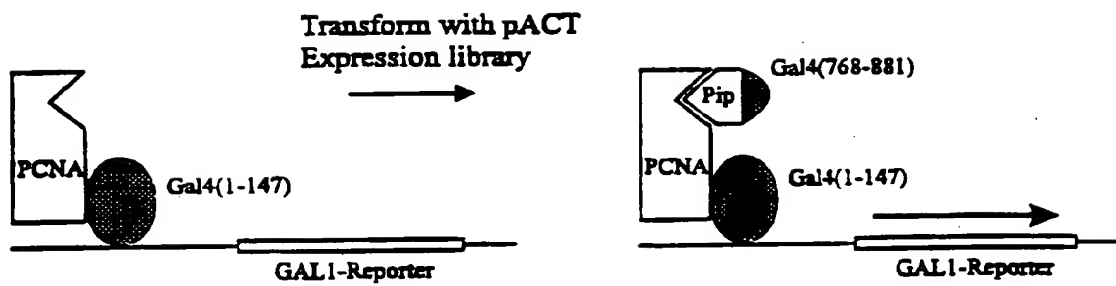 Transform with pACT
Expression library
PCNA
Gal4(1-147)
GAL1-Reporter
Gal4(768-881)
Pip
PCNA
Gal4(1-147)
GAL1-Reporter